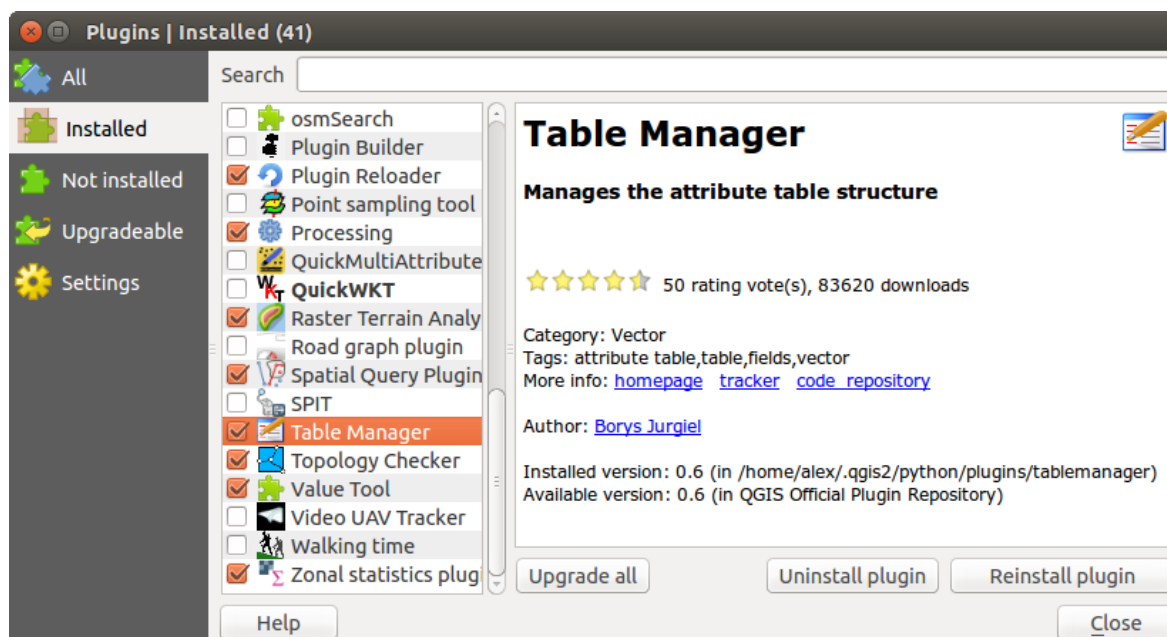 Plugins | Installed (41)
All
Installed
Not installed
Upgradeable
Settings
Search
osmSearch
Plugin Builder
Plugin Reloader
Point sampling tool
Processing
QuickMultiAttribute
WKT QuickWKT
Raster Terrain Analy
Road graph plugin
Spatial Query Plugin
SPIT
Table Manager
Topology Checker
Value Tool
Video UAV Tracker
Walking time
Σ Zonal statistics plugi
Table Manager
Manages the attribute table structure
50 rating vote(s), 83620 downloads
Category: Vector
Tags: attribute table,table,fields,vector
More info: homepage tracker code repository
Author: Borys Jurgiel
Installed version: 0.6 (in /home/alex/.qgis2/python/plugins/tablemanager)
Available version: 0.6 (in QGIS Official Plugin Repository)
Upgrade all Uninstall plugin Reinstall plugin
Help Close